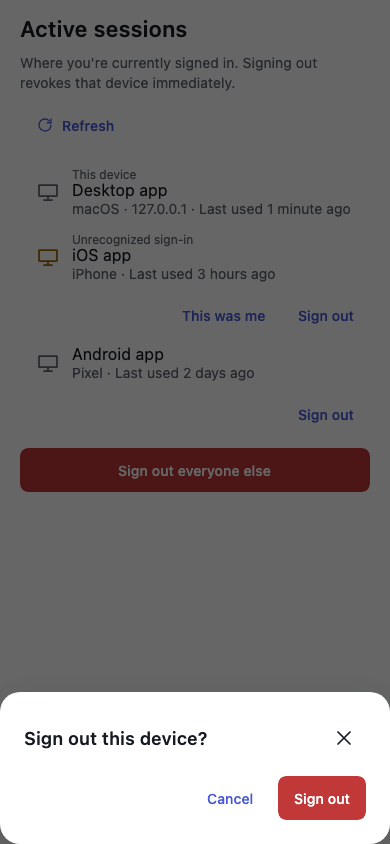 Active sessions
Where you're currently signed in. Signing out
revokes that device immediately.
Refresh
This device
Desktop app
macOS · 127.0.0.1 · Last used 1 minute ago
Unrecognized sign-in
iOS app
iPhone · Last used 3 hours ago
This was me
Sign out
Android app
Pixel · Last used 2 days ago
Sign out
Sign out everyone else
Sign out this device?
Cancel
Sign out